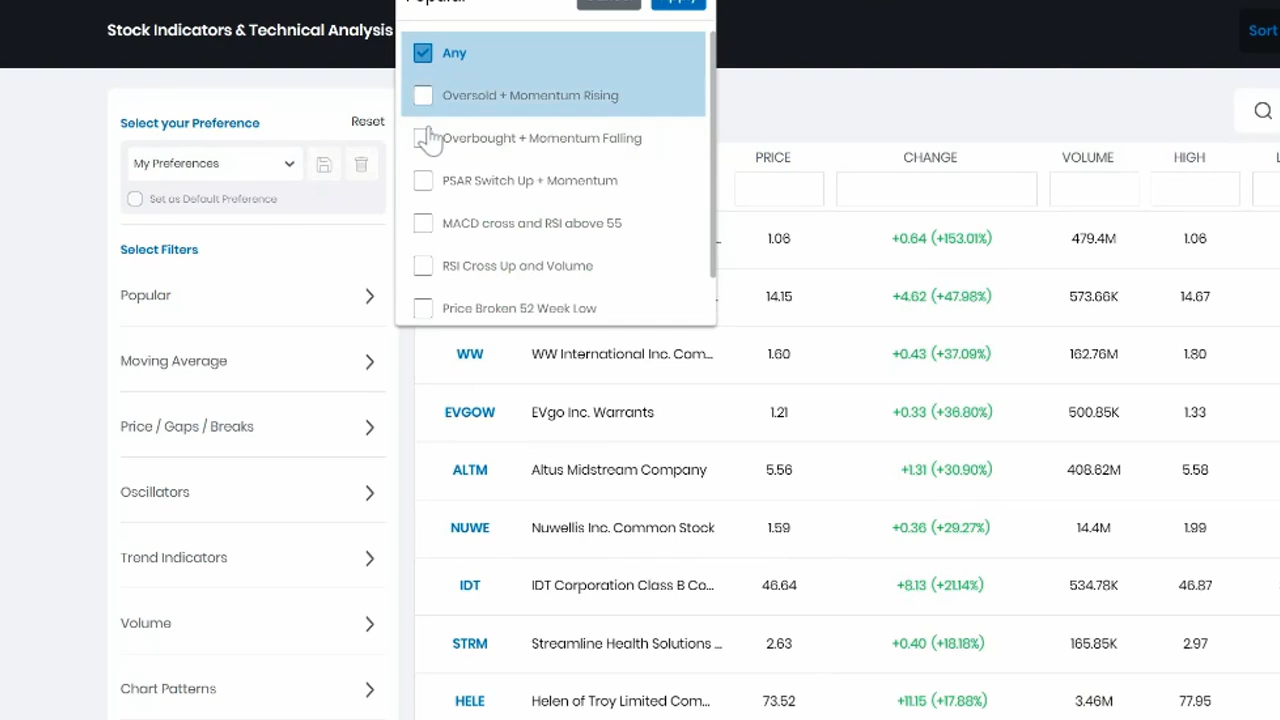 Stock Indicators & Technical Analysis
Sort
Popular
Apply
Any
Oversold + Momentum Rising
Overbought + Momentum Falling
PSAR Switch Up + Momentum
MACD cross and RSI above 55
RSI Cross Up and Volume
Price Broken 52 Week Low
Select your Preference
Reset
My Preferences
Set as Default Preference
Select Filters
Popular
Moving Average
Price / Gaps / Breaks
Oscillators
Trend Indicators
Volume
Chart Patterns
PRICE CHANGE VOLUME HIGH
1.06 +0.64 (+153.01%) 479.4M 1.06
14.15 +4.62 (+47.98%) 573.66K 14.67
WW WW International Inc. Com... 1.60 +0.43 (+37.09%) 162.76M 1.80
EVGOW EVgo Inc. Warrants 1.21 +0.33 (+36.80%) 500.85K 1.33
ALTM Altus Midstream Company 5.56 +1.31 (+30.90%) 408.62M 5.58
NUWE Nuwellis Inc. Common Stock 1.59 +0.36 (+29.27%) 14.4M 1.99
IDT IDT Corporation Class B Co... 46.64 +8.13 (+21.14%) 534.78K 46.87
STRM Streamline Health Solutions ... 2.63 +0.40 (+18.18%) 165.85K 2.97
HELE Helen of Troy Limited Com... 73.52 +11.15 (+17.88%) 3.46M 77.95